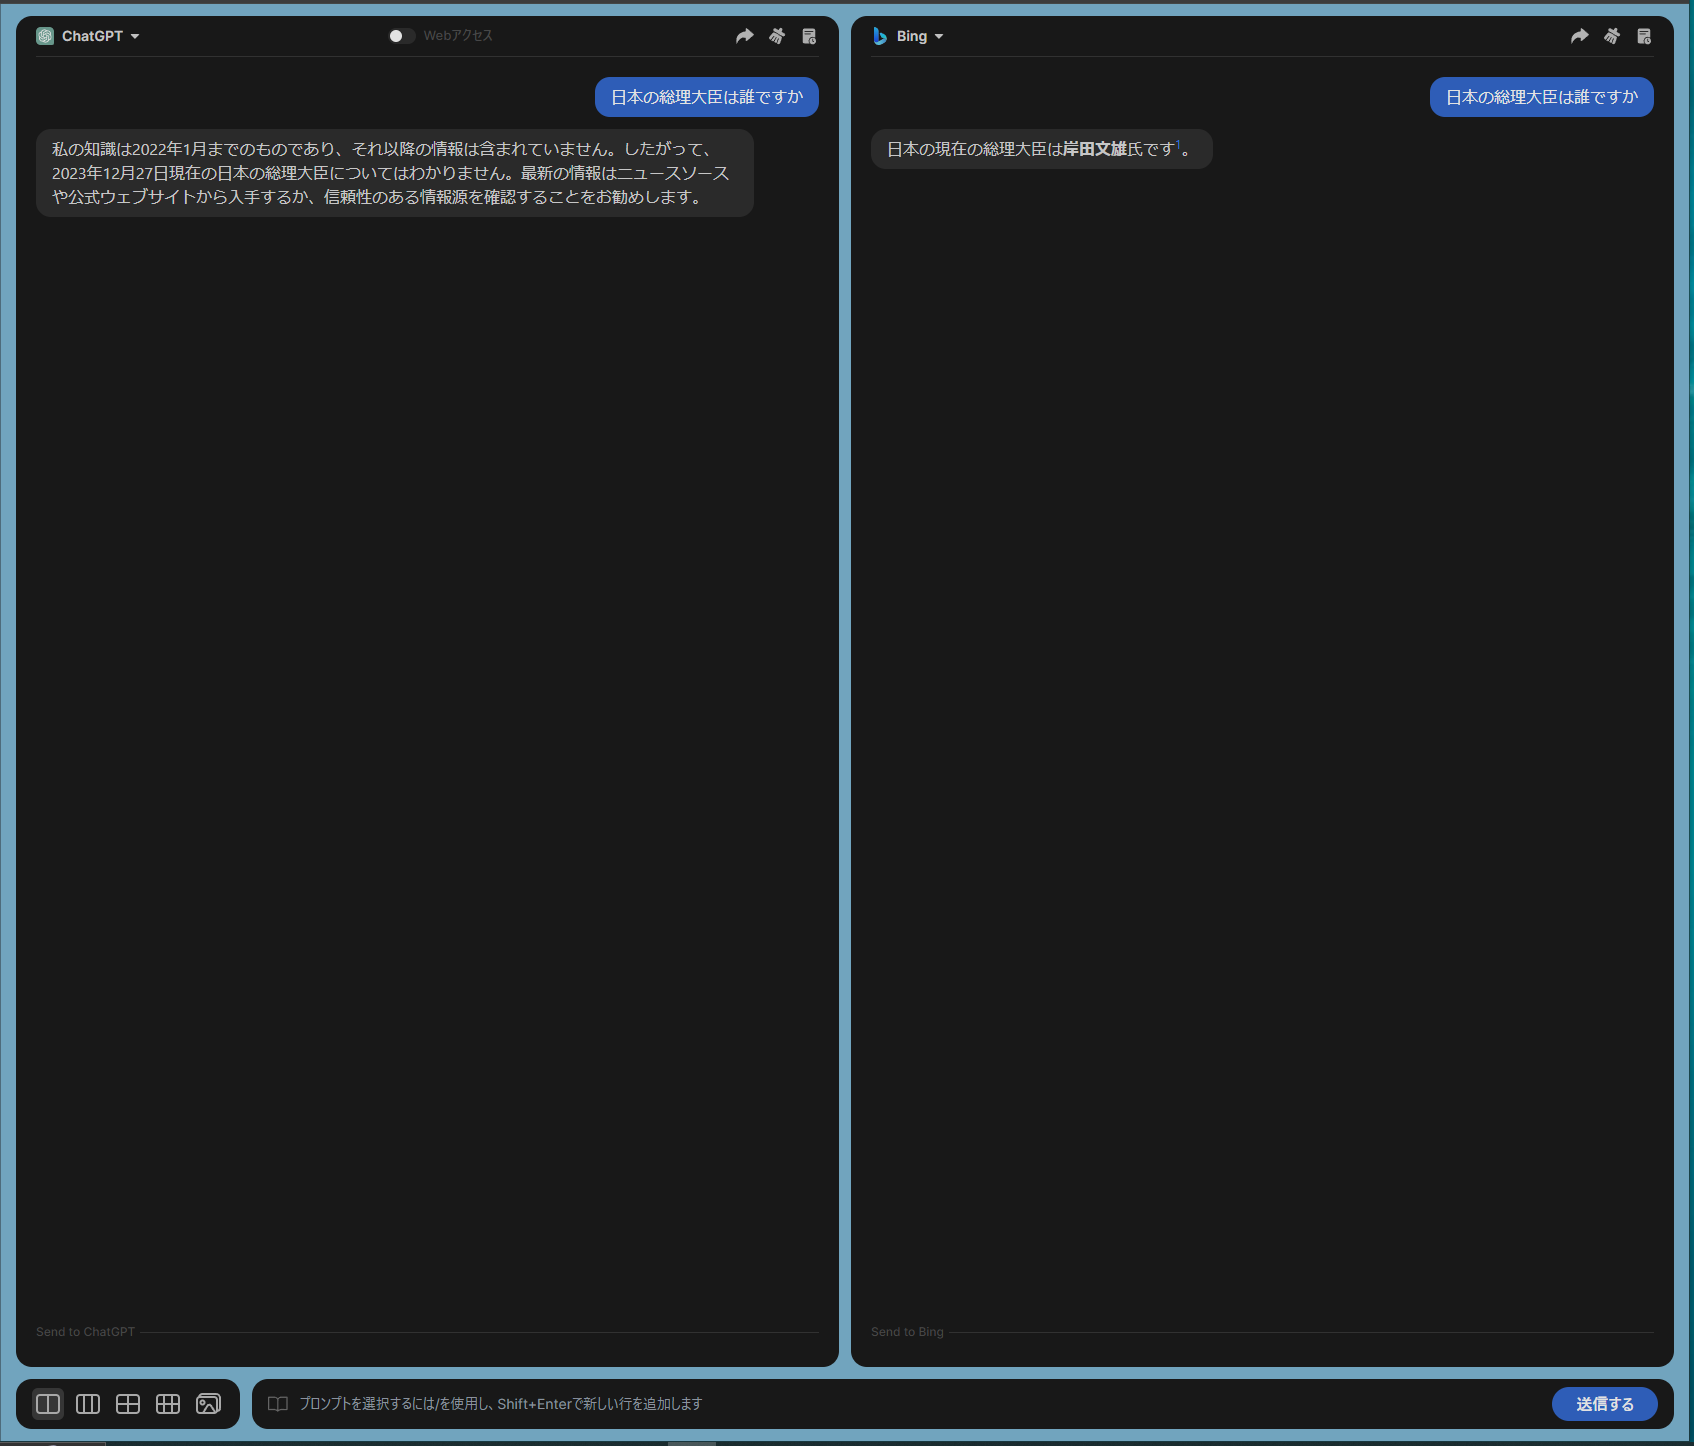 ChatGPT
Webアクセス
日本の総理大臣は誰ですか
私の知識は2022年1月までのものであり、それ以降の情報は含まれていません。したがって、
2023年12月27日現在の日本の総理大臣についてはわかりません。最新の情報はニュースソース
や公式ウェブサイトから入手するか、信頼性のある情報源を確認することをお勧めします。
Send to ChatGPT
Bing
日本の総理大臣は誰ですか
日本の現在の総理大臣は岸田文雄氏です1。
Send to Bing
プロンプトを選択するには/を使用し、Shift+Enterで新しい行を追加します
送信する